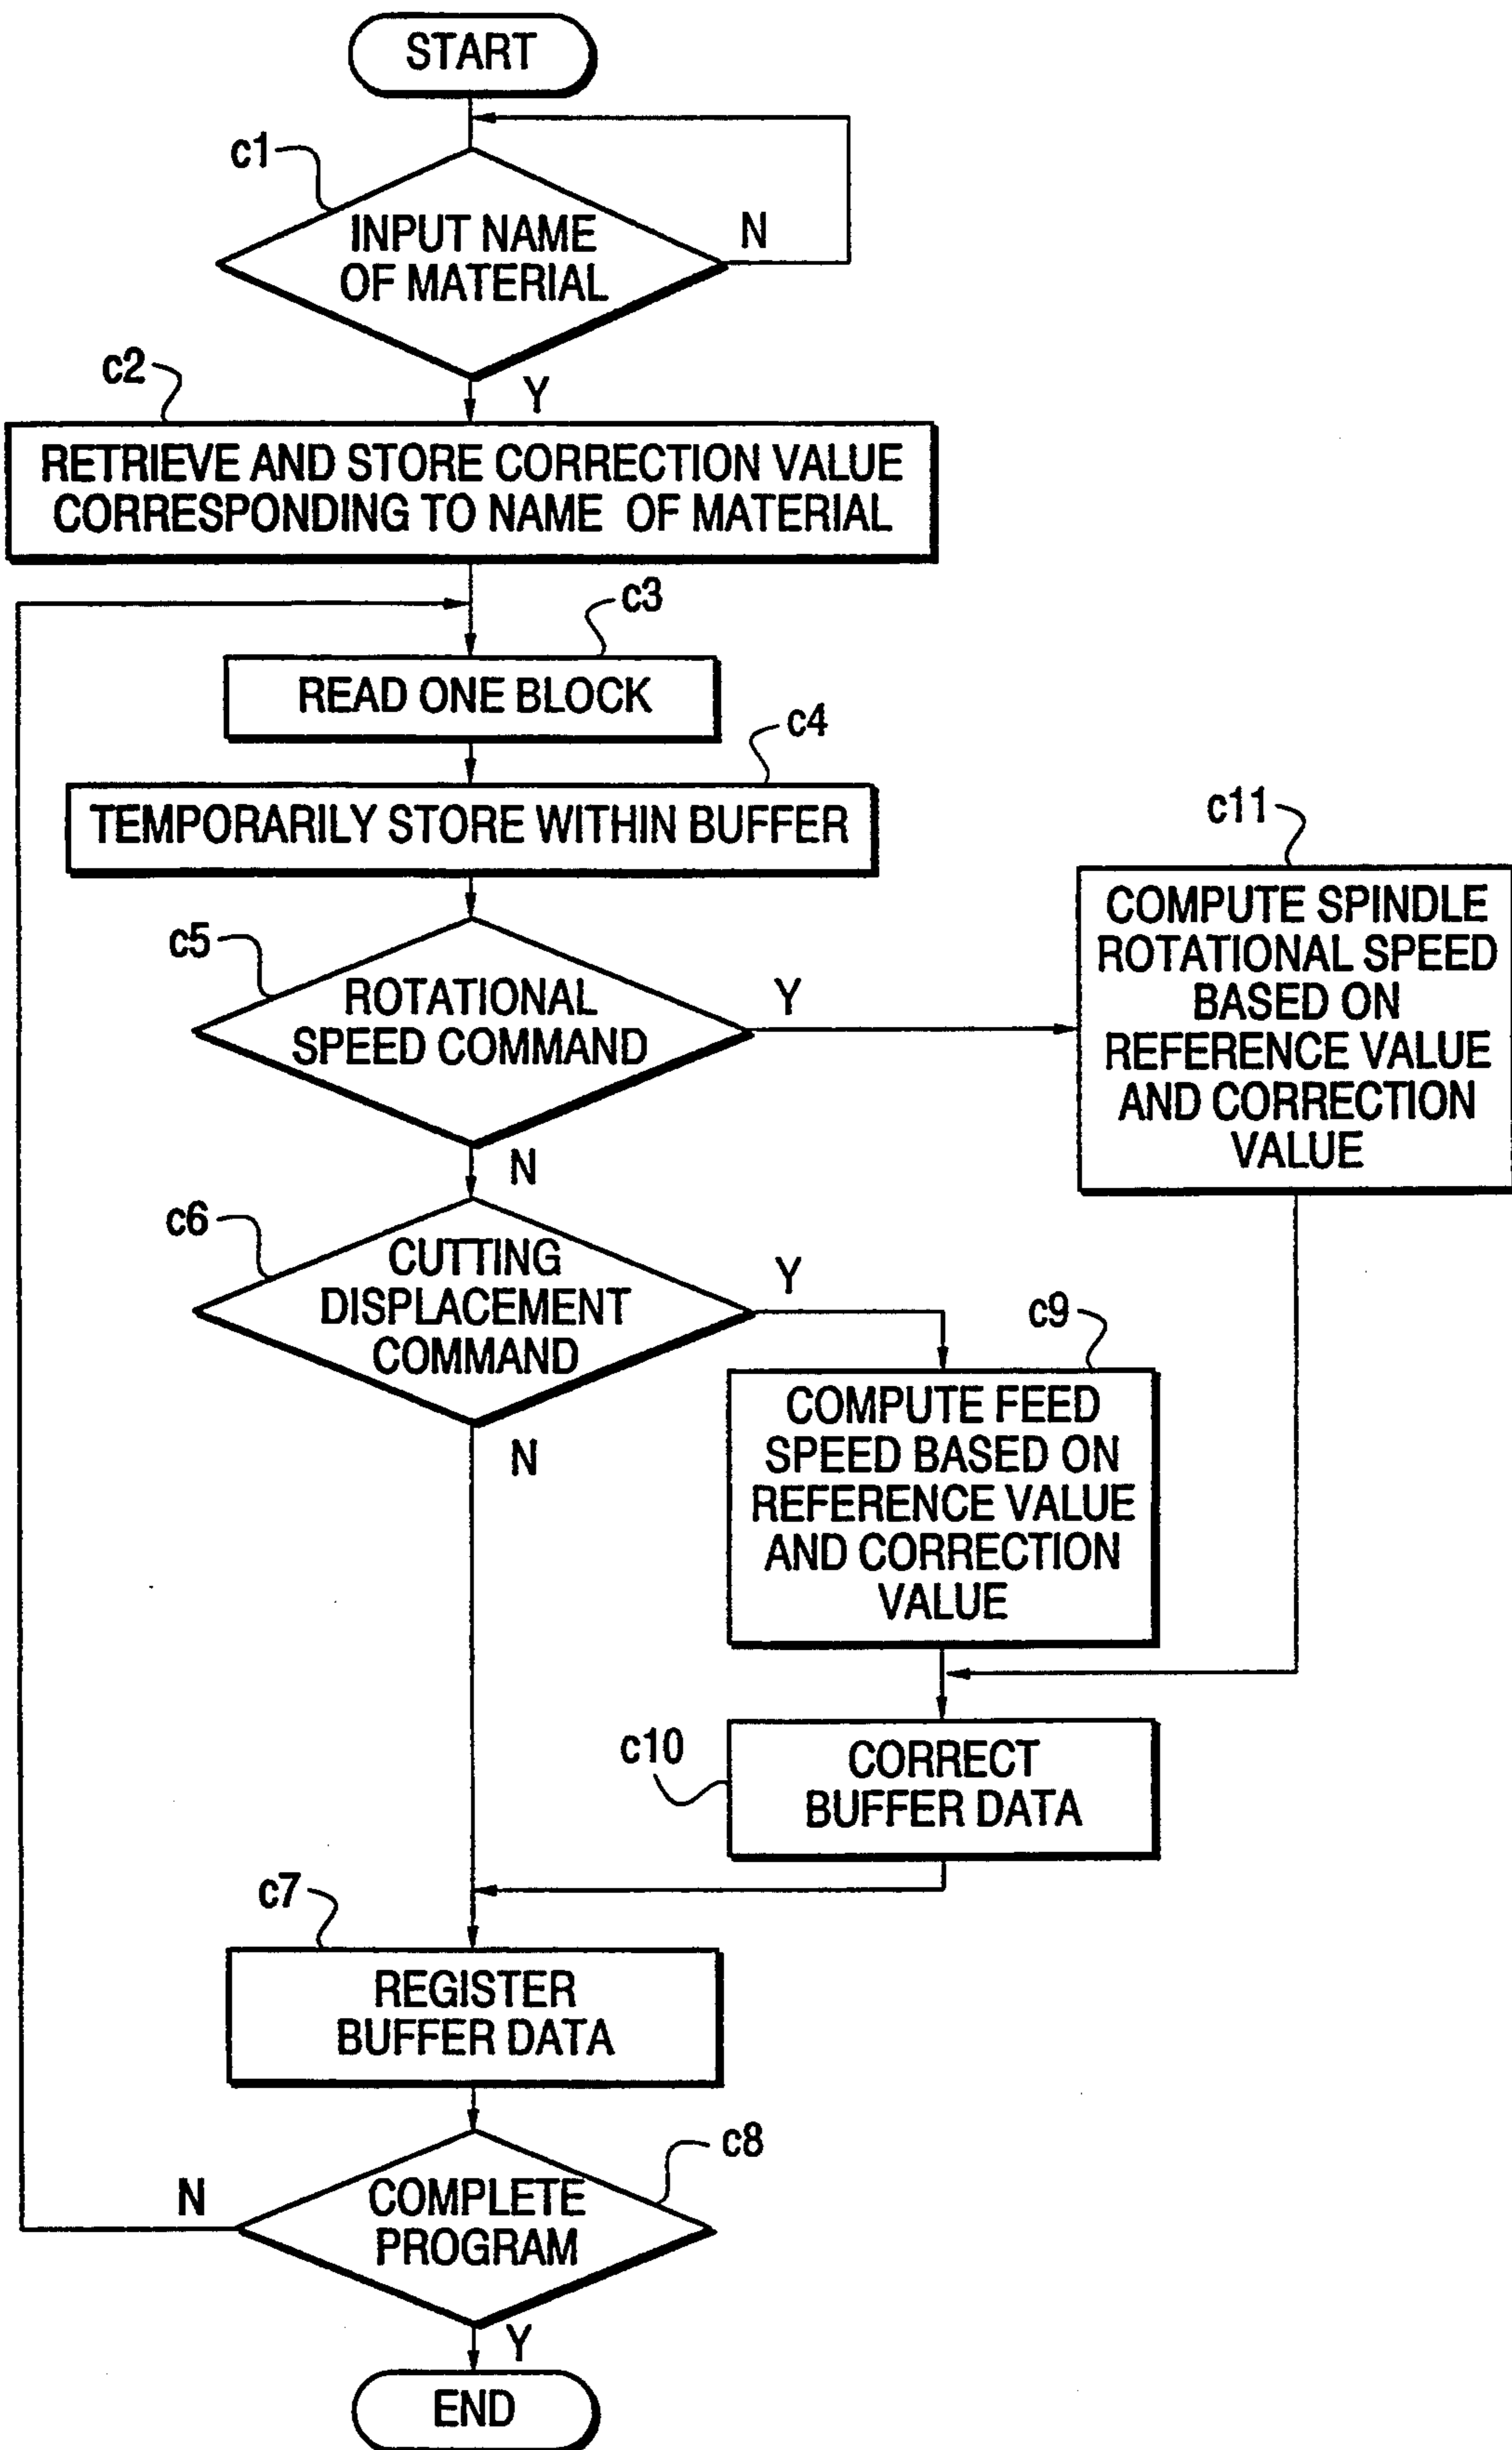 START
c1
INPUT NAME
OF MATERIAL
N
Y
c2
RETRIEVE AND STORE CORRECTION VALUE
CORRESPONDING TO NAME OF MATERIAL
c3
READ ONE BLOCK
c4
TEMPORARILY STORE WITHIN BUFFER
c5
ROTATIONAL
SPEED COMMAND
Y
N
c11
COMPUTE SPINDLE
ROTATIONAL SPEED
BASED ON
REFERENCE VALUE
AND CORRECTION
VALUE
c6
CUTTING
DISPLACEMENT
COMMAND
Y
N
c9
COMPUTE FEED
SPEED BASED ON
REFERENCE VALUE
AND CORRECTION
VALUE
c10
CORRECT
BUFFER DATA
c7
REGISTER
BUFFER DATA
c8
COMPLETE
PROGRAM
N
Y
END